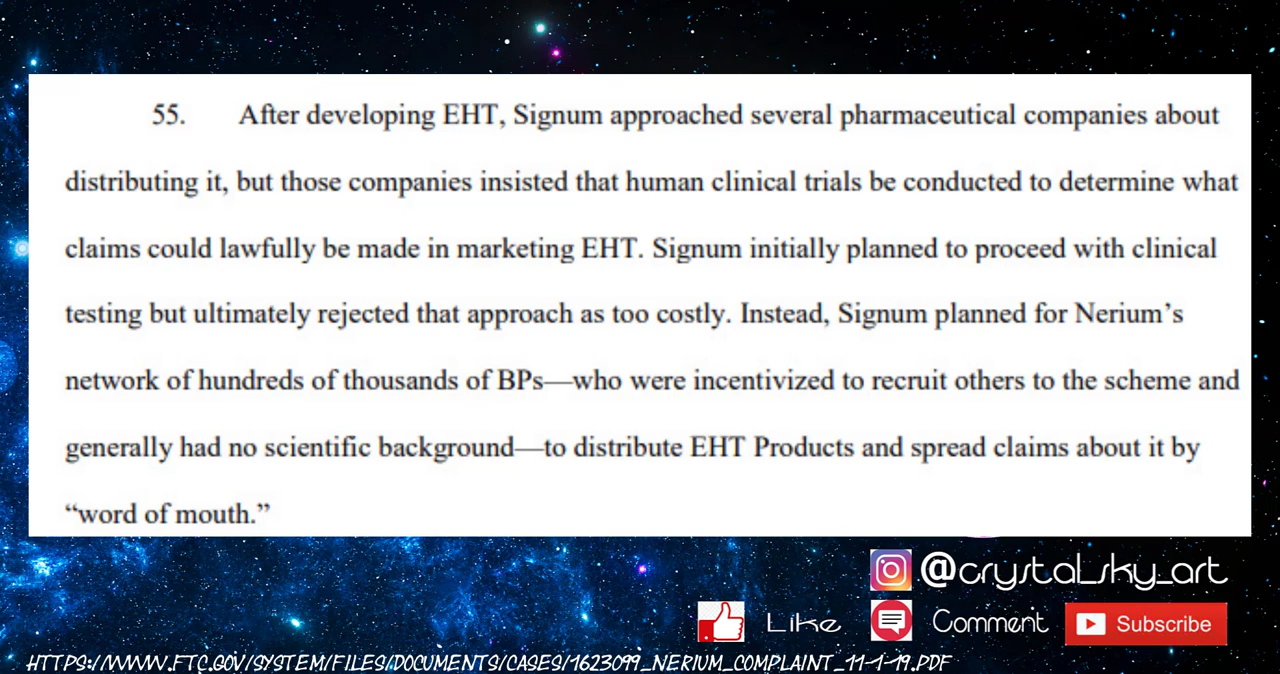 55. After developing EHT, Signum approached several pharmaceutical companies about
distributing it, but those companies insisted that human clinical trials be conducted to determine what
claims could lawfully be made in marketing EHT. Signum initially planned to proceed with clinical
testing but ultimately rejected that approach as too costly. Instead, Signum planned for Nerium’s
network of hundreds of thousands of BPs—who were incentivized to recruit others to the scheme and
generally had no scientific background—to distribute EHT Products and spread claims about it by
“word of mouth.”
@crystal_sky_art
Like Comment Subscribe
HTTPS://WWW.FTC.GOV/SYSTEM/FILES/DOCUMENTS/CASES/1623099_NERIUM_COMPLAINT_11-1-19.PDF